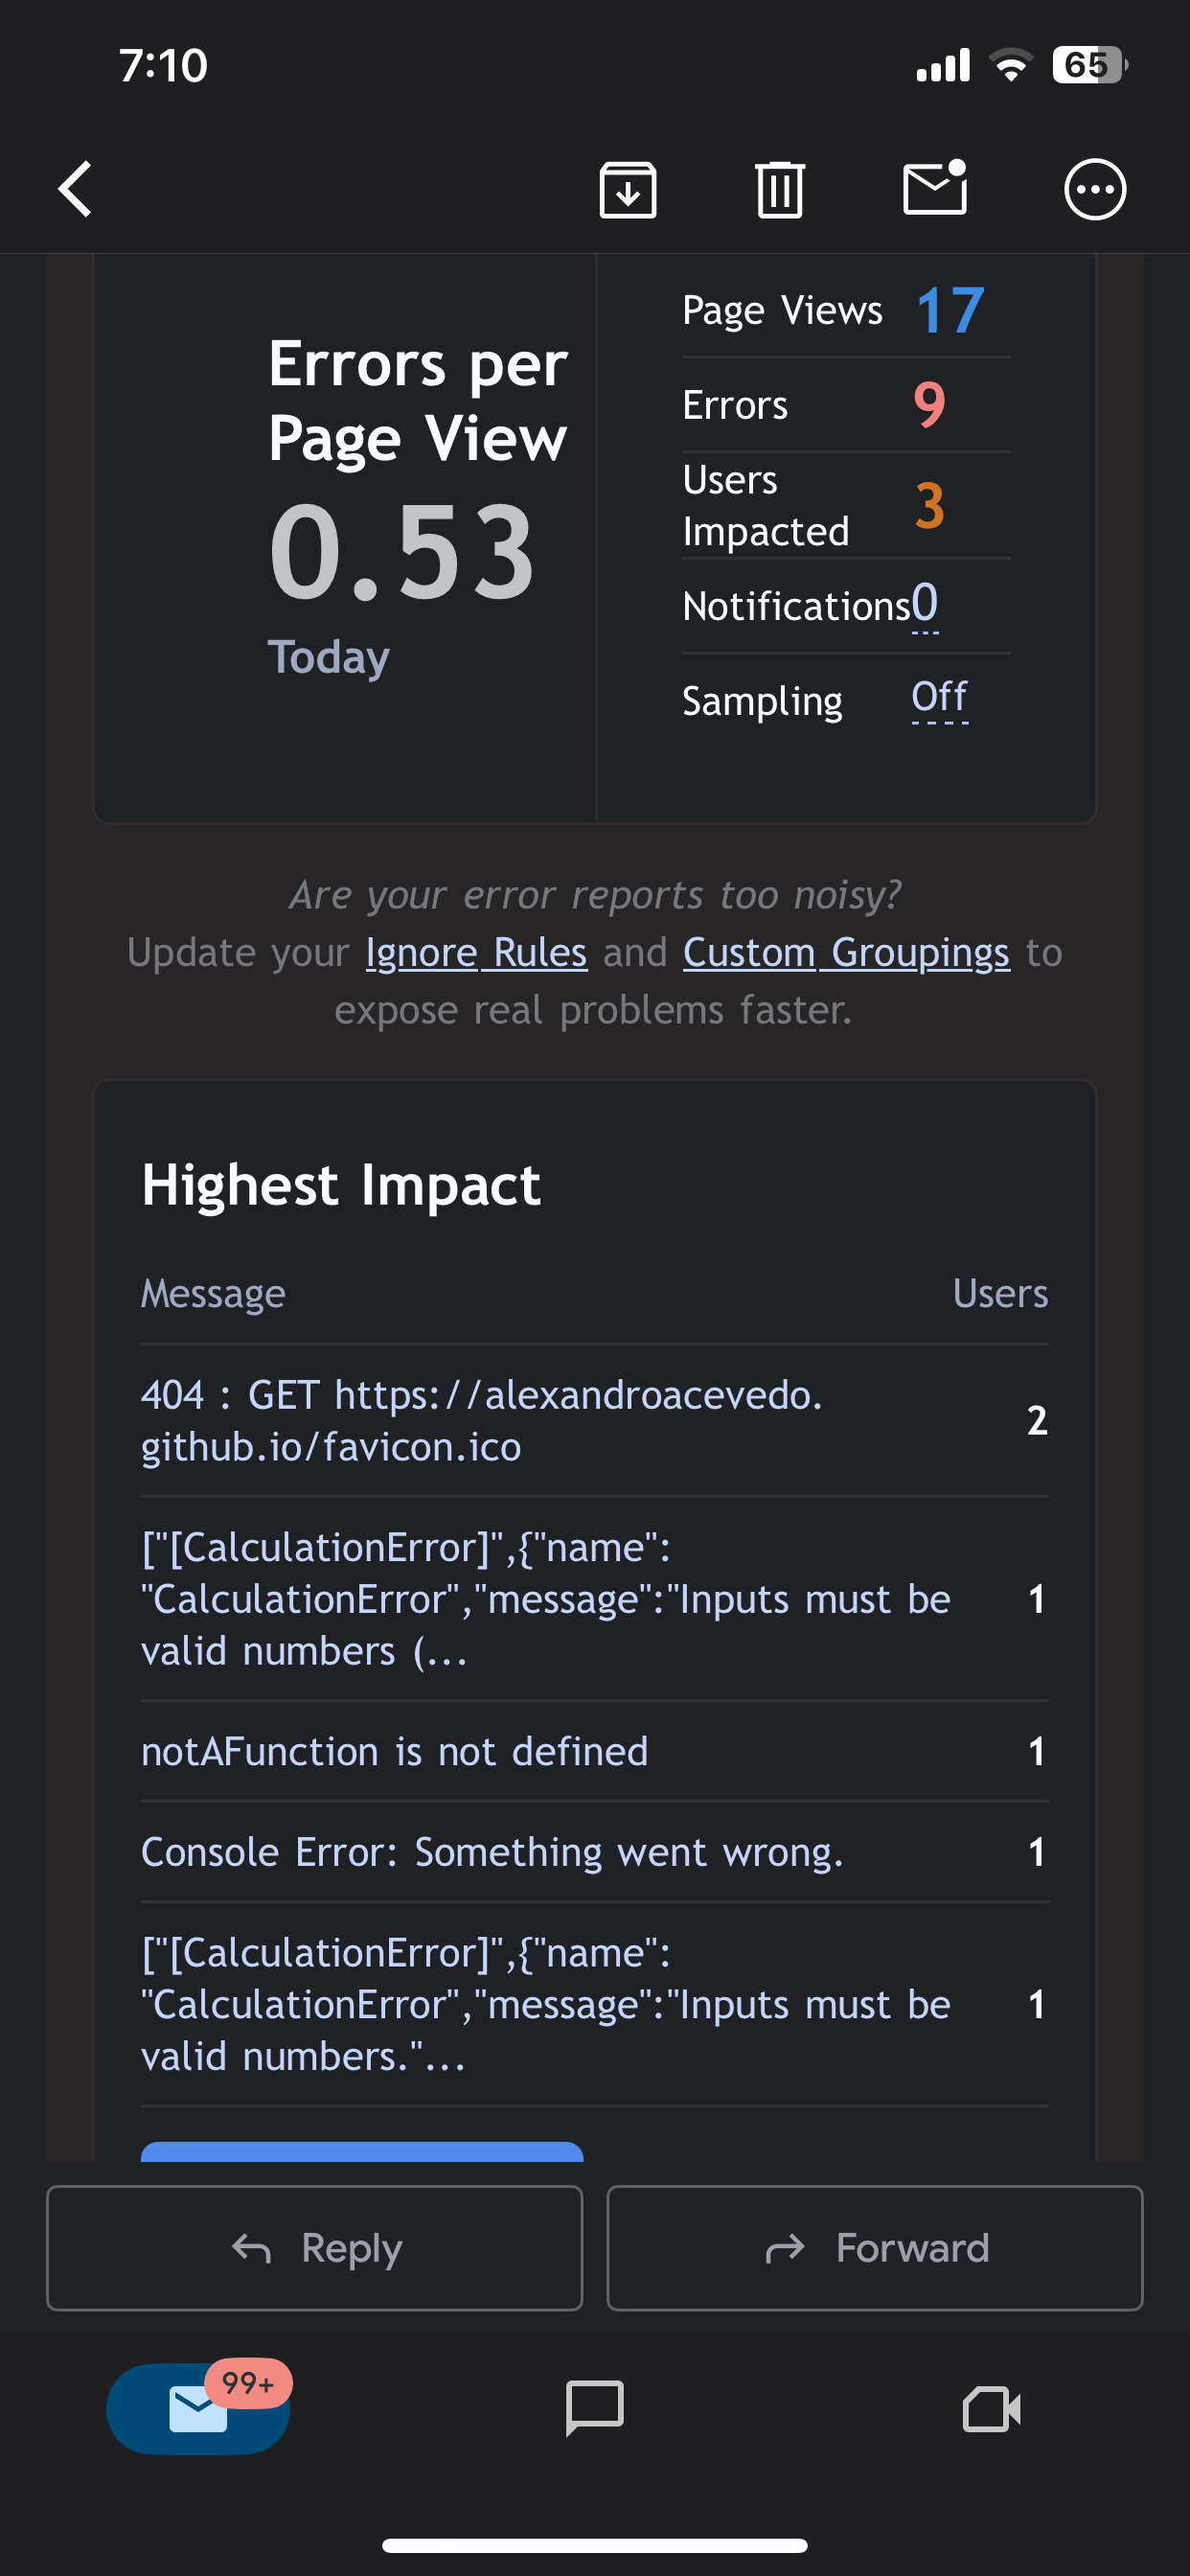 7:10
65
Errors per
Page View
0.53
Today
Page Views 17
Errors 9
Users
Impacted 3
Notifications 0
Sampling Off
Are your error reports too noisy?
Update your Ignore Rules and Custom Groupings to
expose real problems faster.
Highest Impact
Message Users
404 : GET https://alexandroacevedo.
github.io/favicon.ico 2
["[CalculationError]",{"name":
"CalculationError","message":"Inputs must be 1
valid numbers (...
notAFunction is not defined 1
Console Error: Something went wrong. 1
["[CalculationError]",{"name":
"CalculationError","message":"Inputs must be 1
valid numbers."...
Reply
Forward
99+